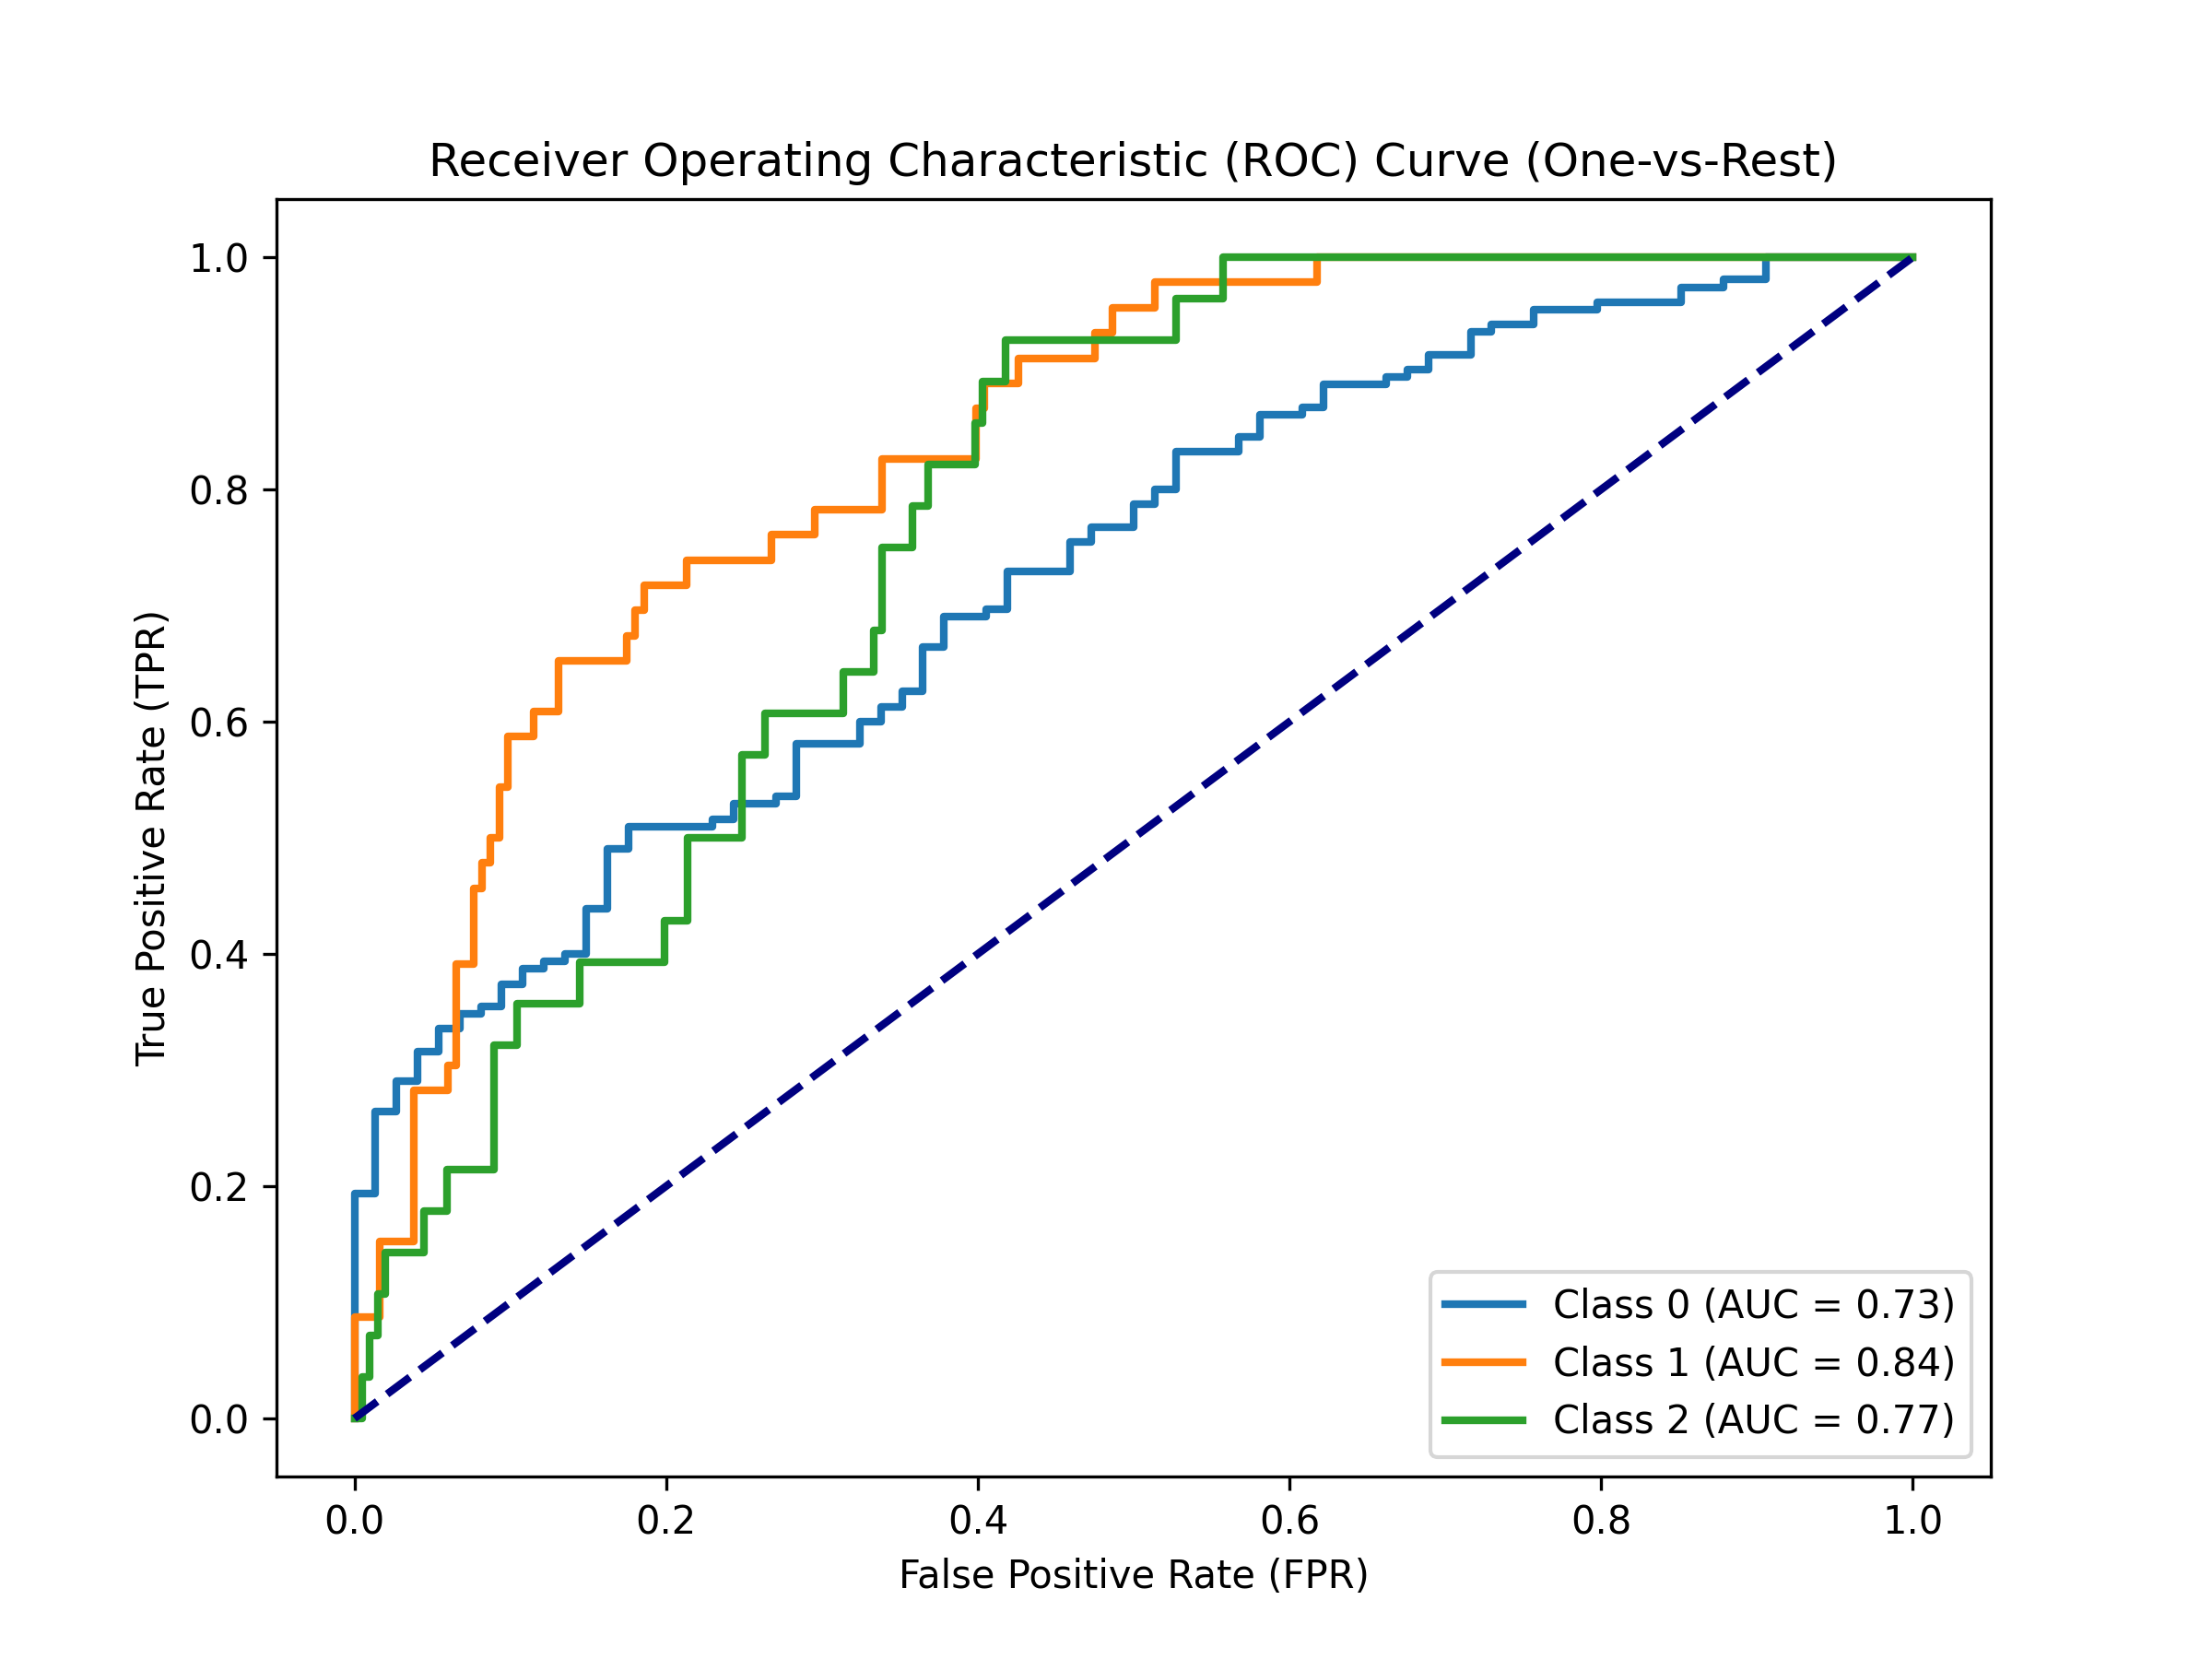 Receiver Operating Characteristic (ROC) Curve (One-vs-Rest)
1.0
0.8
0.6
0.4
0.2
0.0
True Positive Rate (TPR)
Class 0 (AUC = 0.73)
Class 1 (AUC = 0.84)
Class 2 (AUC = 0.77)
0.0 0.2 0.4 0.6 0.8 1.0
False Positive Rate (FPR)